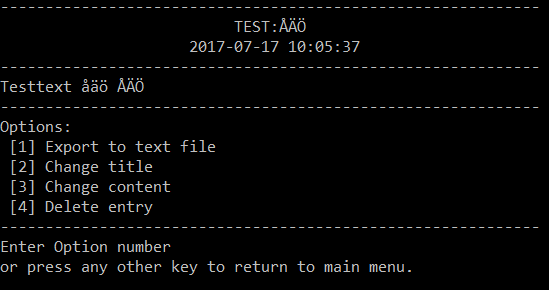 ------------------------------------------------------------
TEST:ÅÄÖ
2017-07-17 10:05:37
------------------------------------------------------------
Testtext åäö ÅÄÖ
------------------------------------------------------------
Options:
[1] Export to text file
[2] Change title
[3] Change content
[4] Delete entry
------------------------------------------------------------
Enter Option number
or press any other key to return to main menu.